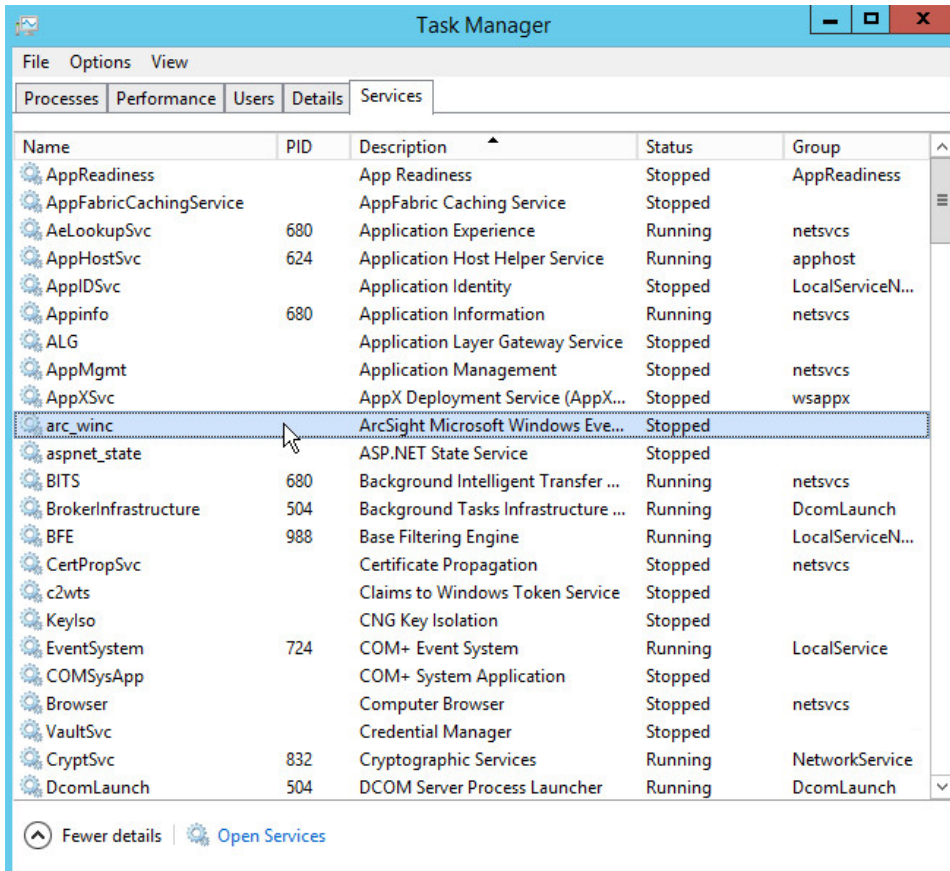 Task Manager
File Options View
Processes Performance Users Details Services
Name PID Description Status Group
AppReadiness App Readiness Stopped AppReadiness
AppFabricCachingService AppFabric Caching Service Stopped
AeLookupSvc 680 Application Experience Running netsvcs
AppHostSvc 624 Application Host Helper Service Running apphost
AppIDSvc Application Identity Stopped LocalServiceN...
Appinfo 680 Application Information Running netsvcs
ALG Application Layer Gateway Service Stopped
AppMgmt Application Management Stopped netsvcs
AppXSvc AppX Deployment Service (AppX... Stopped wsappx
arc_winc ArcSight Microsoft Windows Eve... Stopped
aspnet_state ASP.NET State Service Stopped
BITS 680 Background Intelligent Transfer ... Running netsvcs
BrokerInfrastructure 504 Background Tasks Infrastructure ... Running DcomLaunch
BFE 988 Base Filtering Engine Running LocalServiceN...
CertPropSvc Certificate Propagation Stopped netsvcs
c2wts Claims to Windows Token Service Stopped
KeyIso CNG Key Isolation Stopped
EventSystem 724 COM+ Event System Running LocalService
COMSysApp COM+ System Application Stopped
Browser Computer Browser Stopped netsvcs
VaultSvc Credential Manager Stopped
CryptSvc 832 Cryptographic Services Running NetworkService
DcomLaunch 504 DCOM Server Process Launcher Running DcomLaunch
Fewer details Open Services